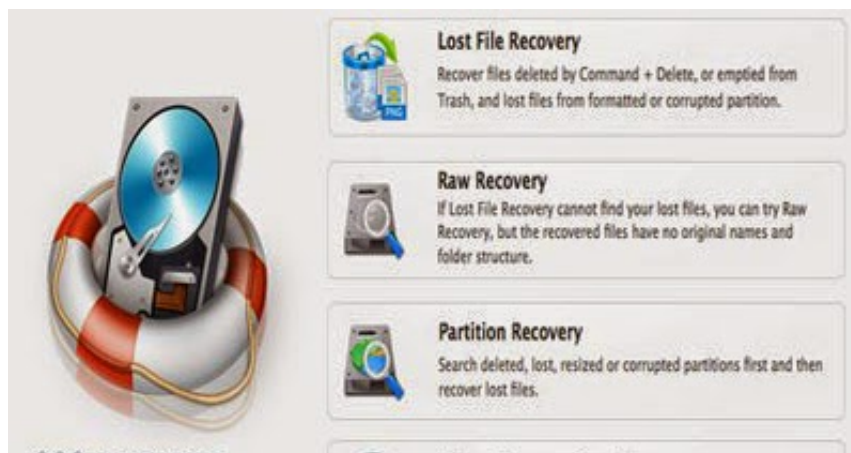 Lost File Recovery
Recover files deleted by Command + Delete, or emptied from
Trash, and lost files from formatted or corrupted partition.
PNG
Raw Recovery
If Lost File Recovery cannot find your lost files, you can try Raw
Recovery, but the recovered files have no original names and
folder structure.
Partition Recovery
Search deleted, lost, resized or corrupted partitions first and then
recover lost files.